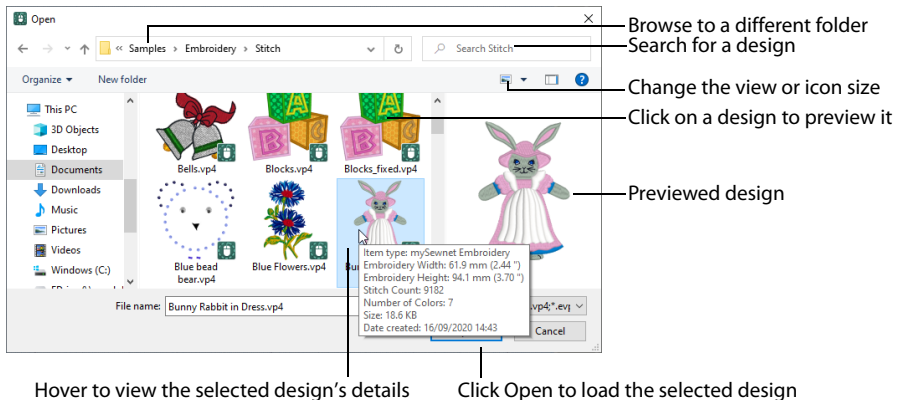 Open
Browse to a different folder
« Samples › Embroidery › Stitch
Search Stitch
Search for a design
Organize
New folder
Change the view or icon size
This PC
3D Objects
Desktop
Documents
Downloads
Music
Pictures
Videos
Windows (C:)
Click on a design to preview it
Bells.vp4
Blocks.vp4
Blocks_fixed.vp4
Previewed design
Blue bead
bear.vp4
Blue Flowers.vp4
Item type: mySewnet Embroidery
Embroidery Width: 61.9 mm (2.44 ")
Embroidery Height: 94.1 mm (3.70 ")
Stitch Count: 9182
Number of Colors: 7
Size: 18.6 KB
Date created: 16/09/2020 14:43
File name: Bunny Rabbit in Dress.vp4
.vp4;*.evp
Cancel
Hover to view the selected design's details
Click Open to load the selected design